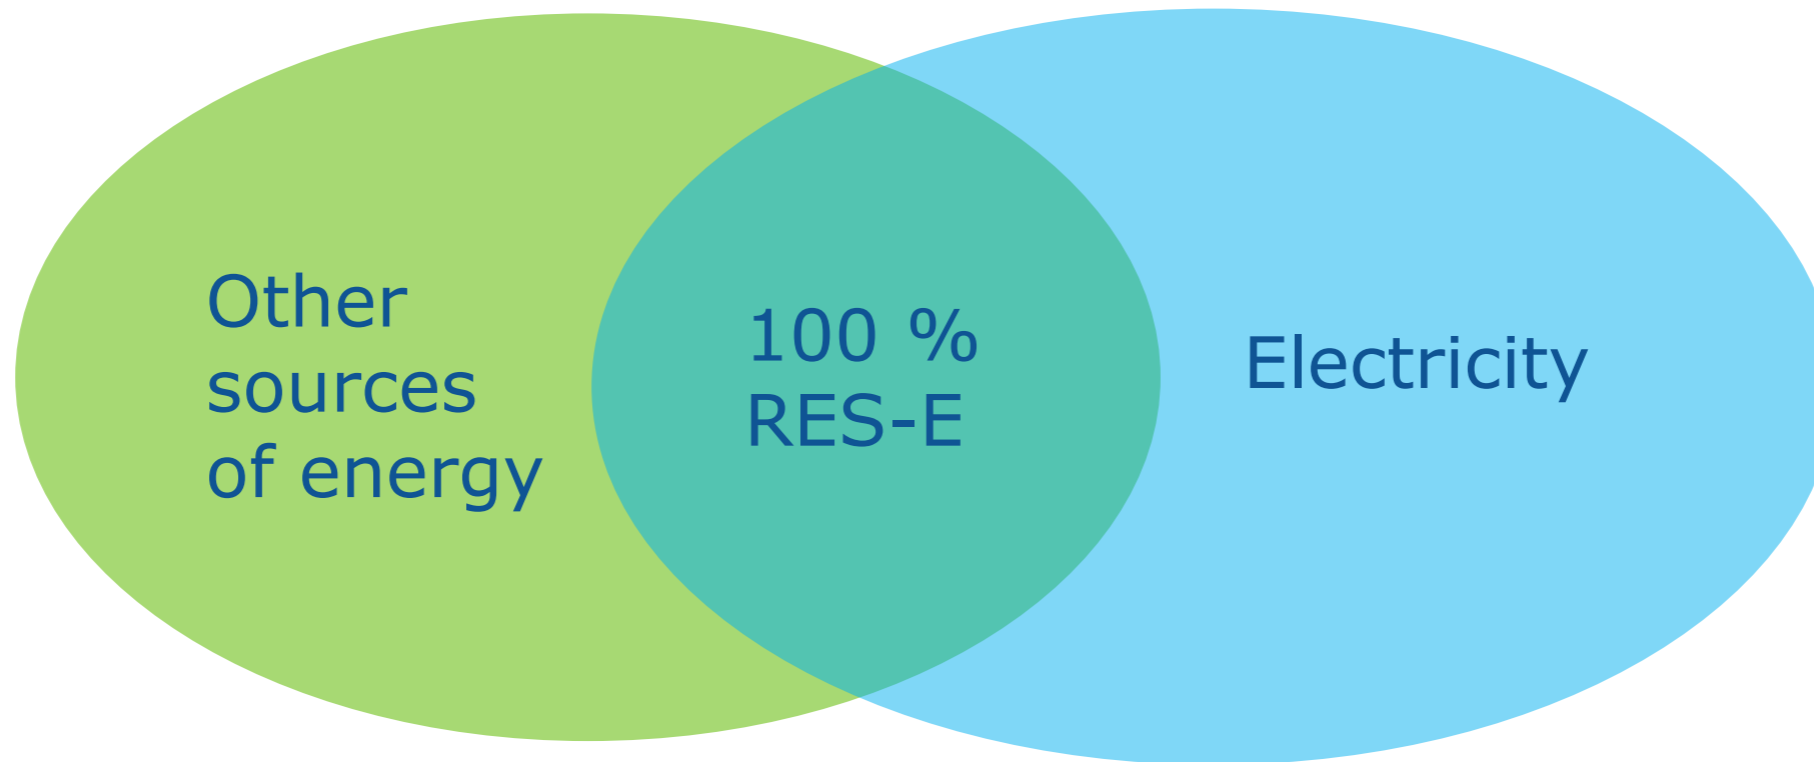 Other
sources
of energy
100 %
RES-E
Electricity